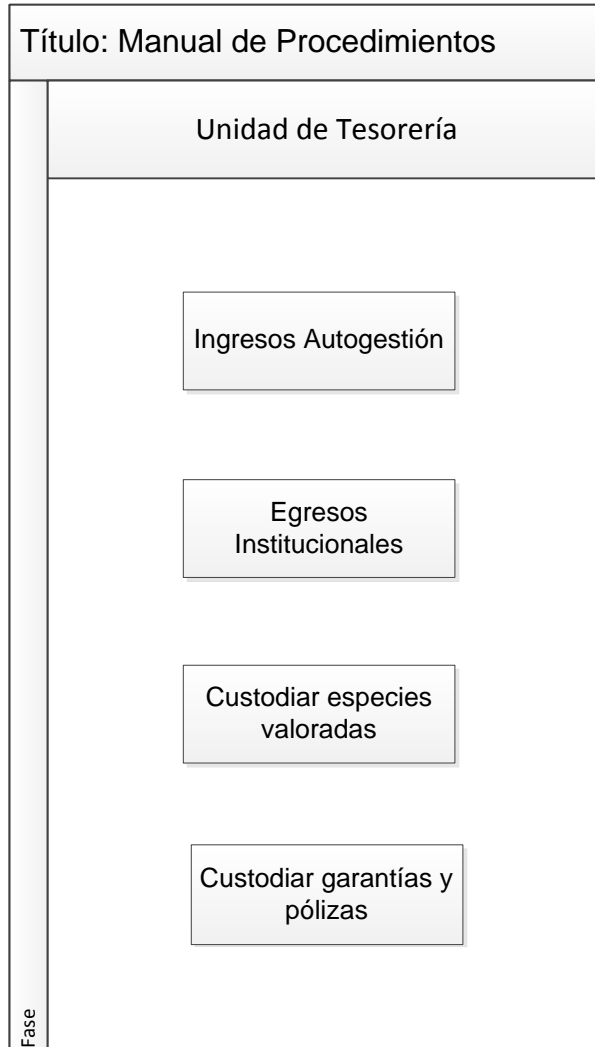 Título: Manual de Procedimientos
Unidad de Tesorería
Ingresos Autogestión
Egresos
Institucionales
Custodiar especies
valoradas
Custodiar garantías y
pólizas
Fase